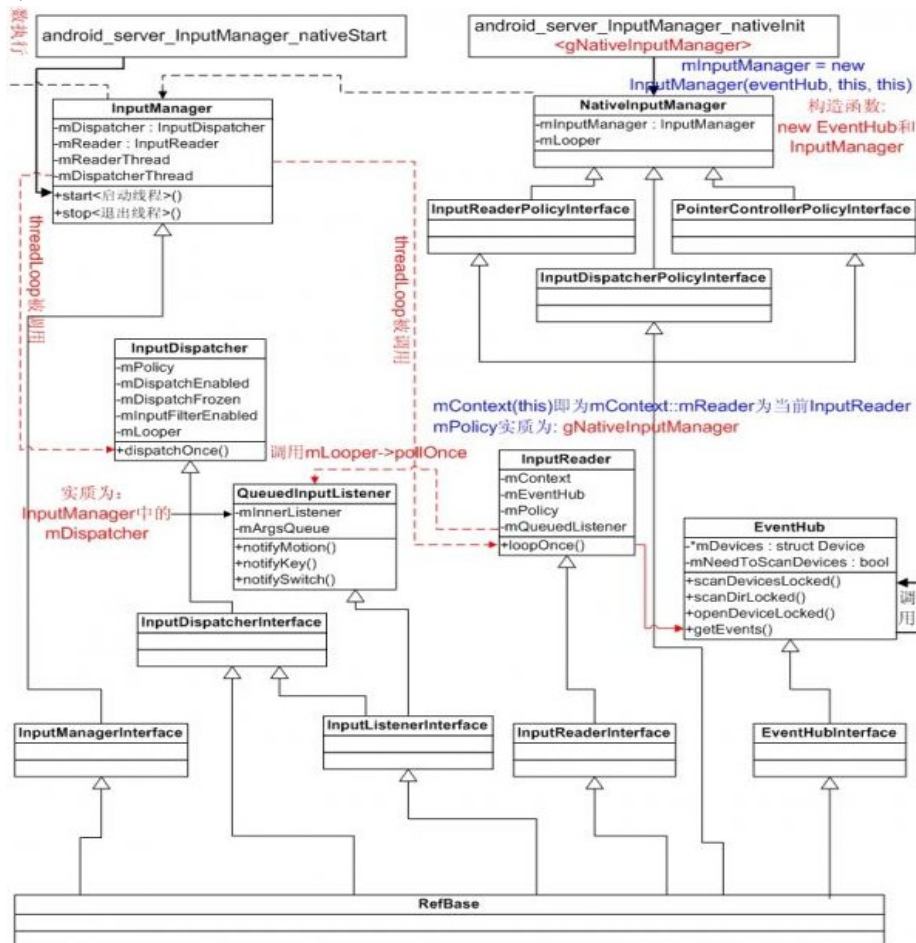 数执行
android_server_InputManager_nativeStart
android_server_InputManager_nativeInit
<gNativeInputManager>
mInputManager = new
InputManager(eventHub, this, this)
构造函数:
new EventHub和
InputManager
InputManager
-mDispatcher : InputDispatcher
-mReader : InputReader
-mReaderThread
-mDispatcherThread
+start<启动线程>()
+stop<退出线程>()
NativeInputManager
-mInputManager : InputManager
-mLooper
InputReaderPolicyInterface
PointerControllerPolicyInterface
InputDispatcherPolicyInterface
threadLoop被调用
threadLoop被调用
InputDispatcher
-mPolicy
-mDispatchEnabled
-mDispatchFrozen
-mInputFilterEnabled
-mLooper
+dispatchOnce()
mContext(this)即为mContext::mReader为当前InputReader
mPolicy实质为: gNativeInputManager
调用mLooper->pollOnce
实质为:
InputManager中的
mDispatcher
QueuedInputListener
-mInnerListener
-mArgsQueue
+notifyMotion()
+notifyKey()
+notifySwitch()
InputReader
-mContext
-mEventHub
-mPolicy
-mQueuedListener
+loopOnce()
EventHub
-*mDevices : struct Device
-mNeedToScanDevices : bool
+scanDevicesLocked()
+scanDirLocked()
+openDeviceLocked()
+getEvents()
调用
InputDispatcherInterface
InputManagerInterface
InputListenerInterface
InputReaderInterface
EventHubInterface
RefBase